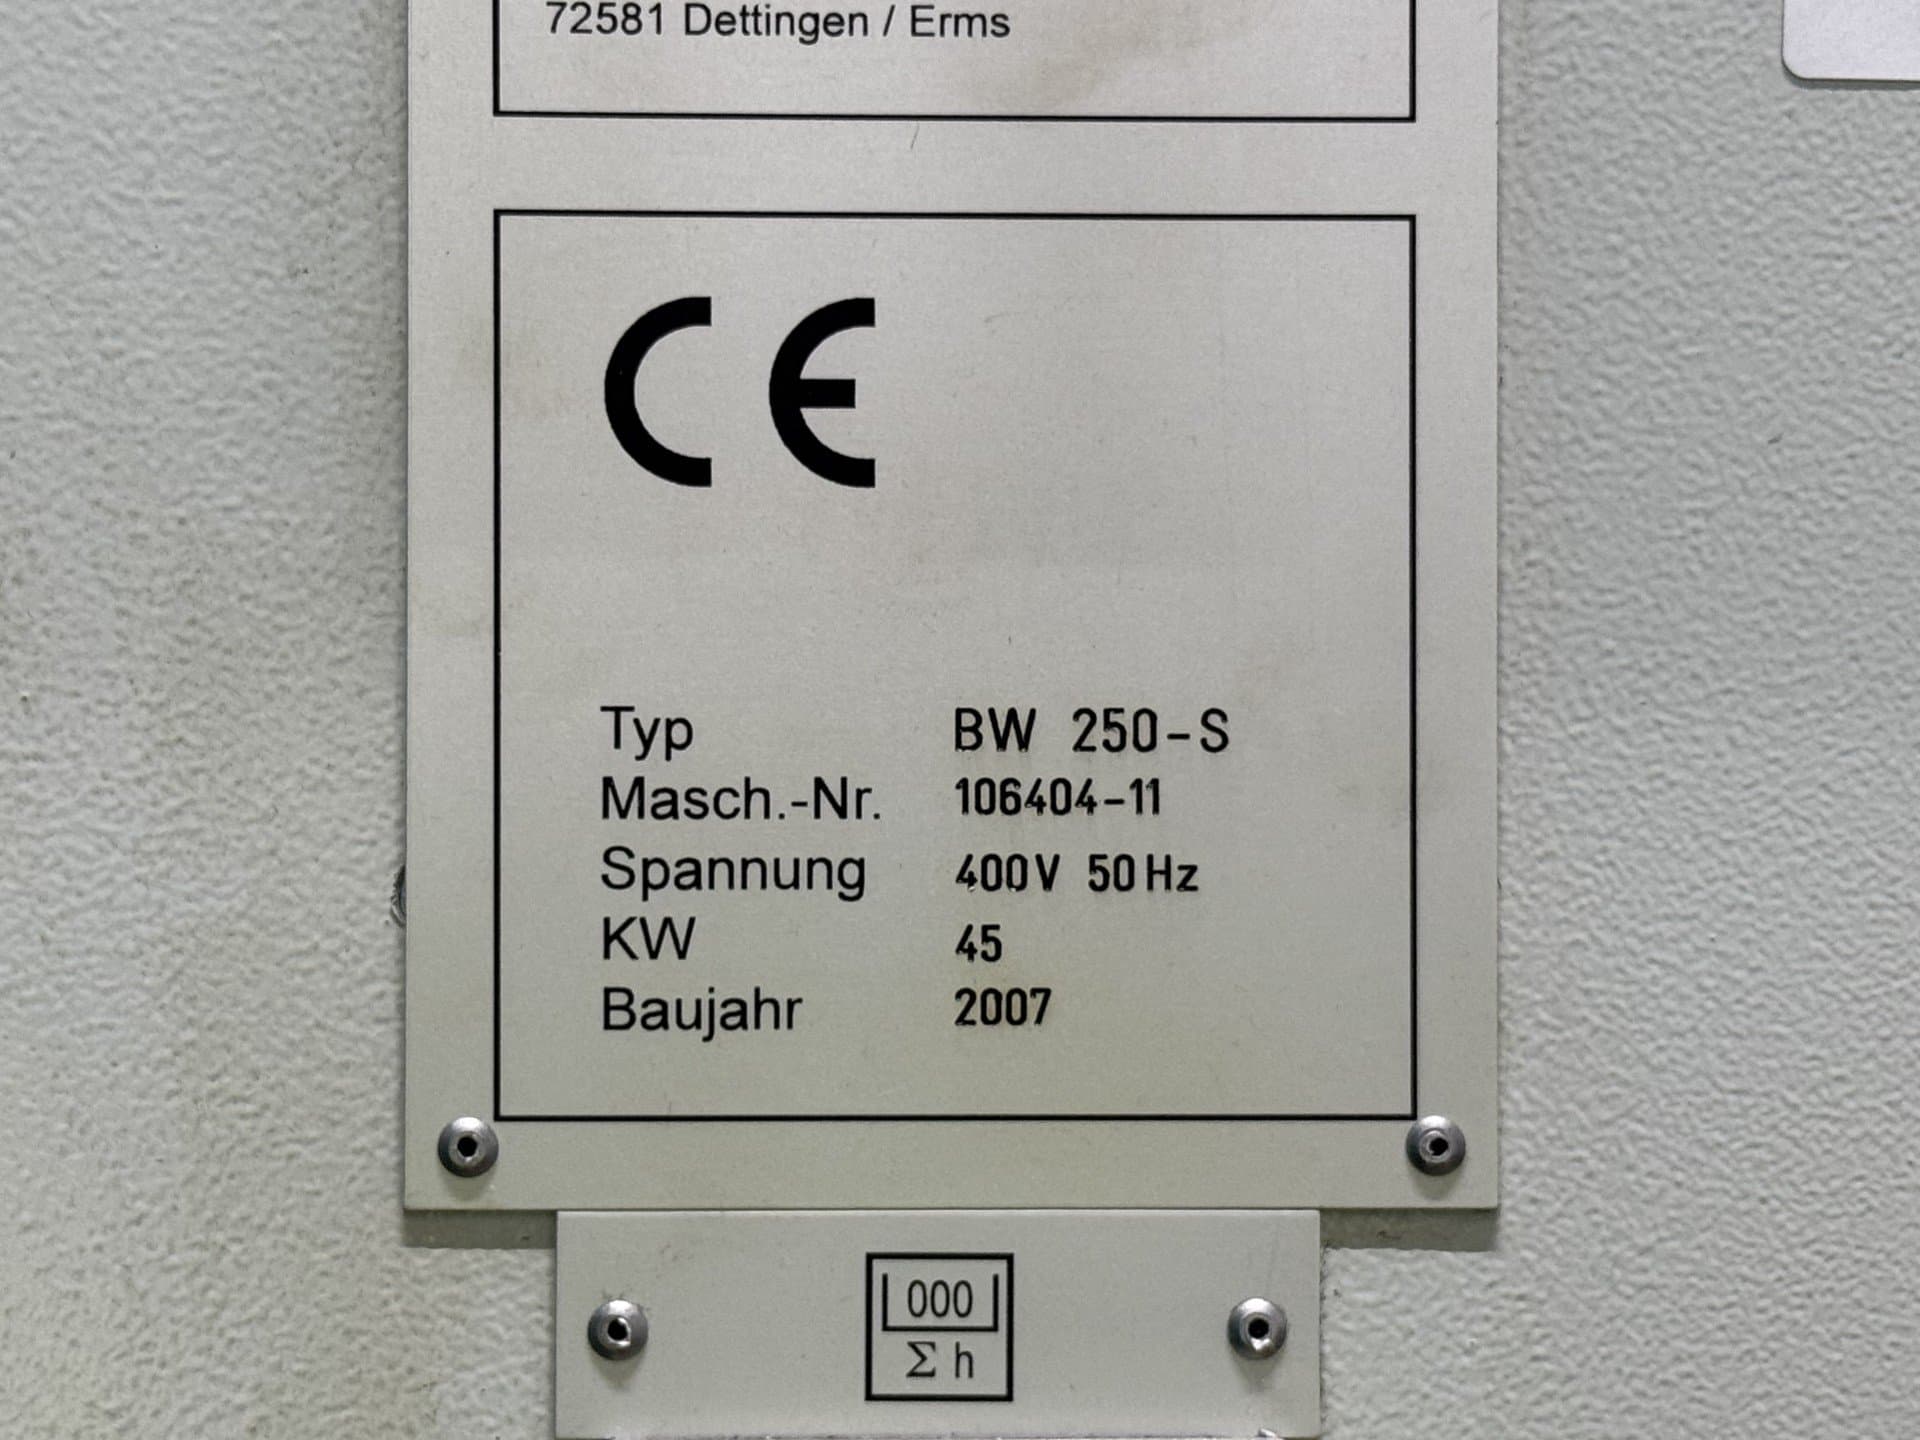 72581 Dettingen / Erms
CE
Typ BW 250-S
Masch.-Nr. 106404-11
Spannung 400V 50Hz
KW 45
Baujahr 2007
000
Σ h